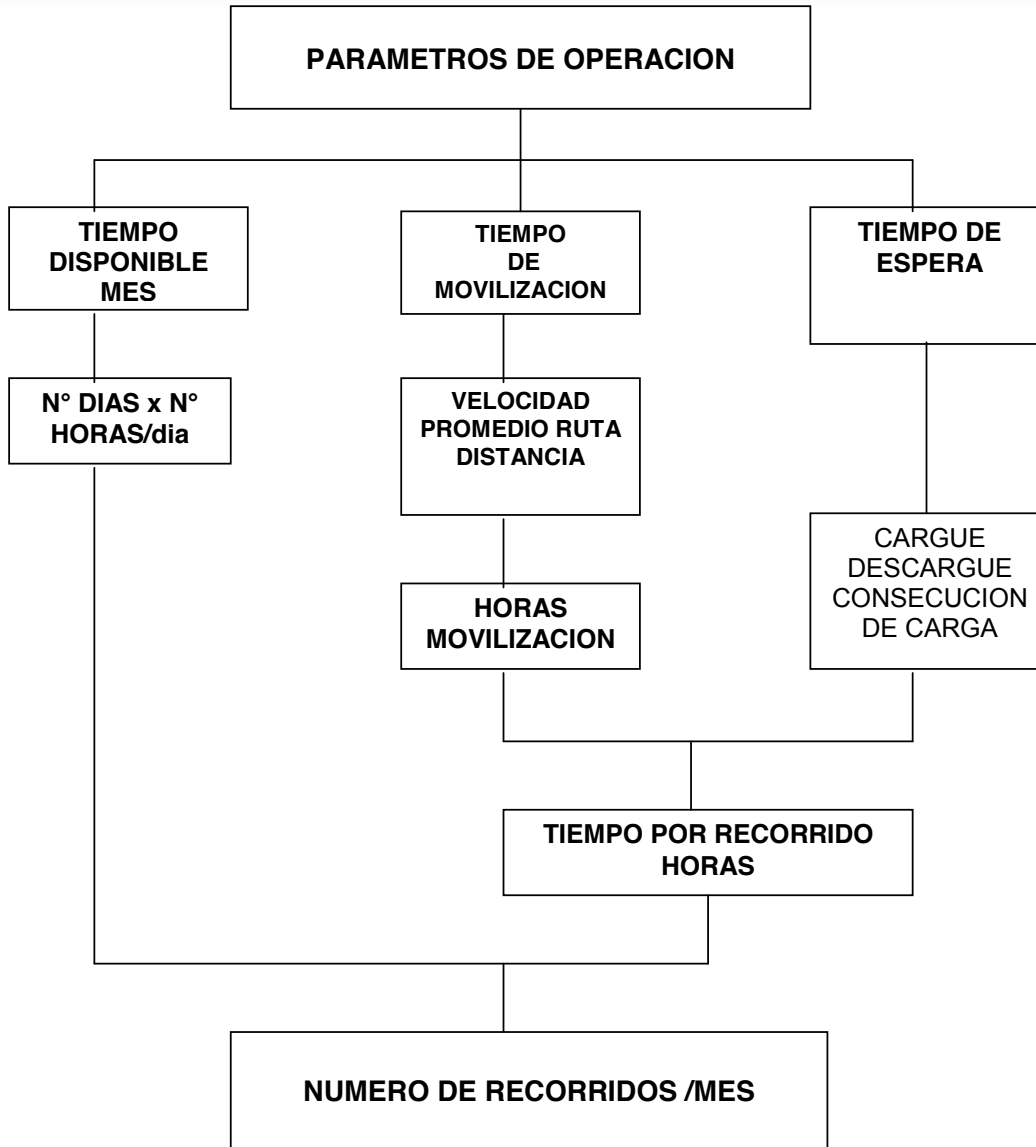 PARAMETROS DE OPERACION
TIEMPO
DISPONIBLE
MES
TIEMPO
DE
MOVILIZACION
TIEMPO DE
ESPERA
N° DIAS x N°
HORAS/dia
VELOCIDAD
PROMEDIO RUTA
DISTANCIA
CARGUE
DESCARGUE
CONSECUCION
DE CARGA
HORAS
MOVILIZACION
TIEMPO POR RECORRIDO
HORAS
NUMERO DE RECORRIDOS /MES